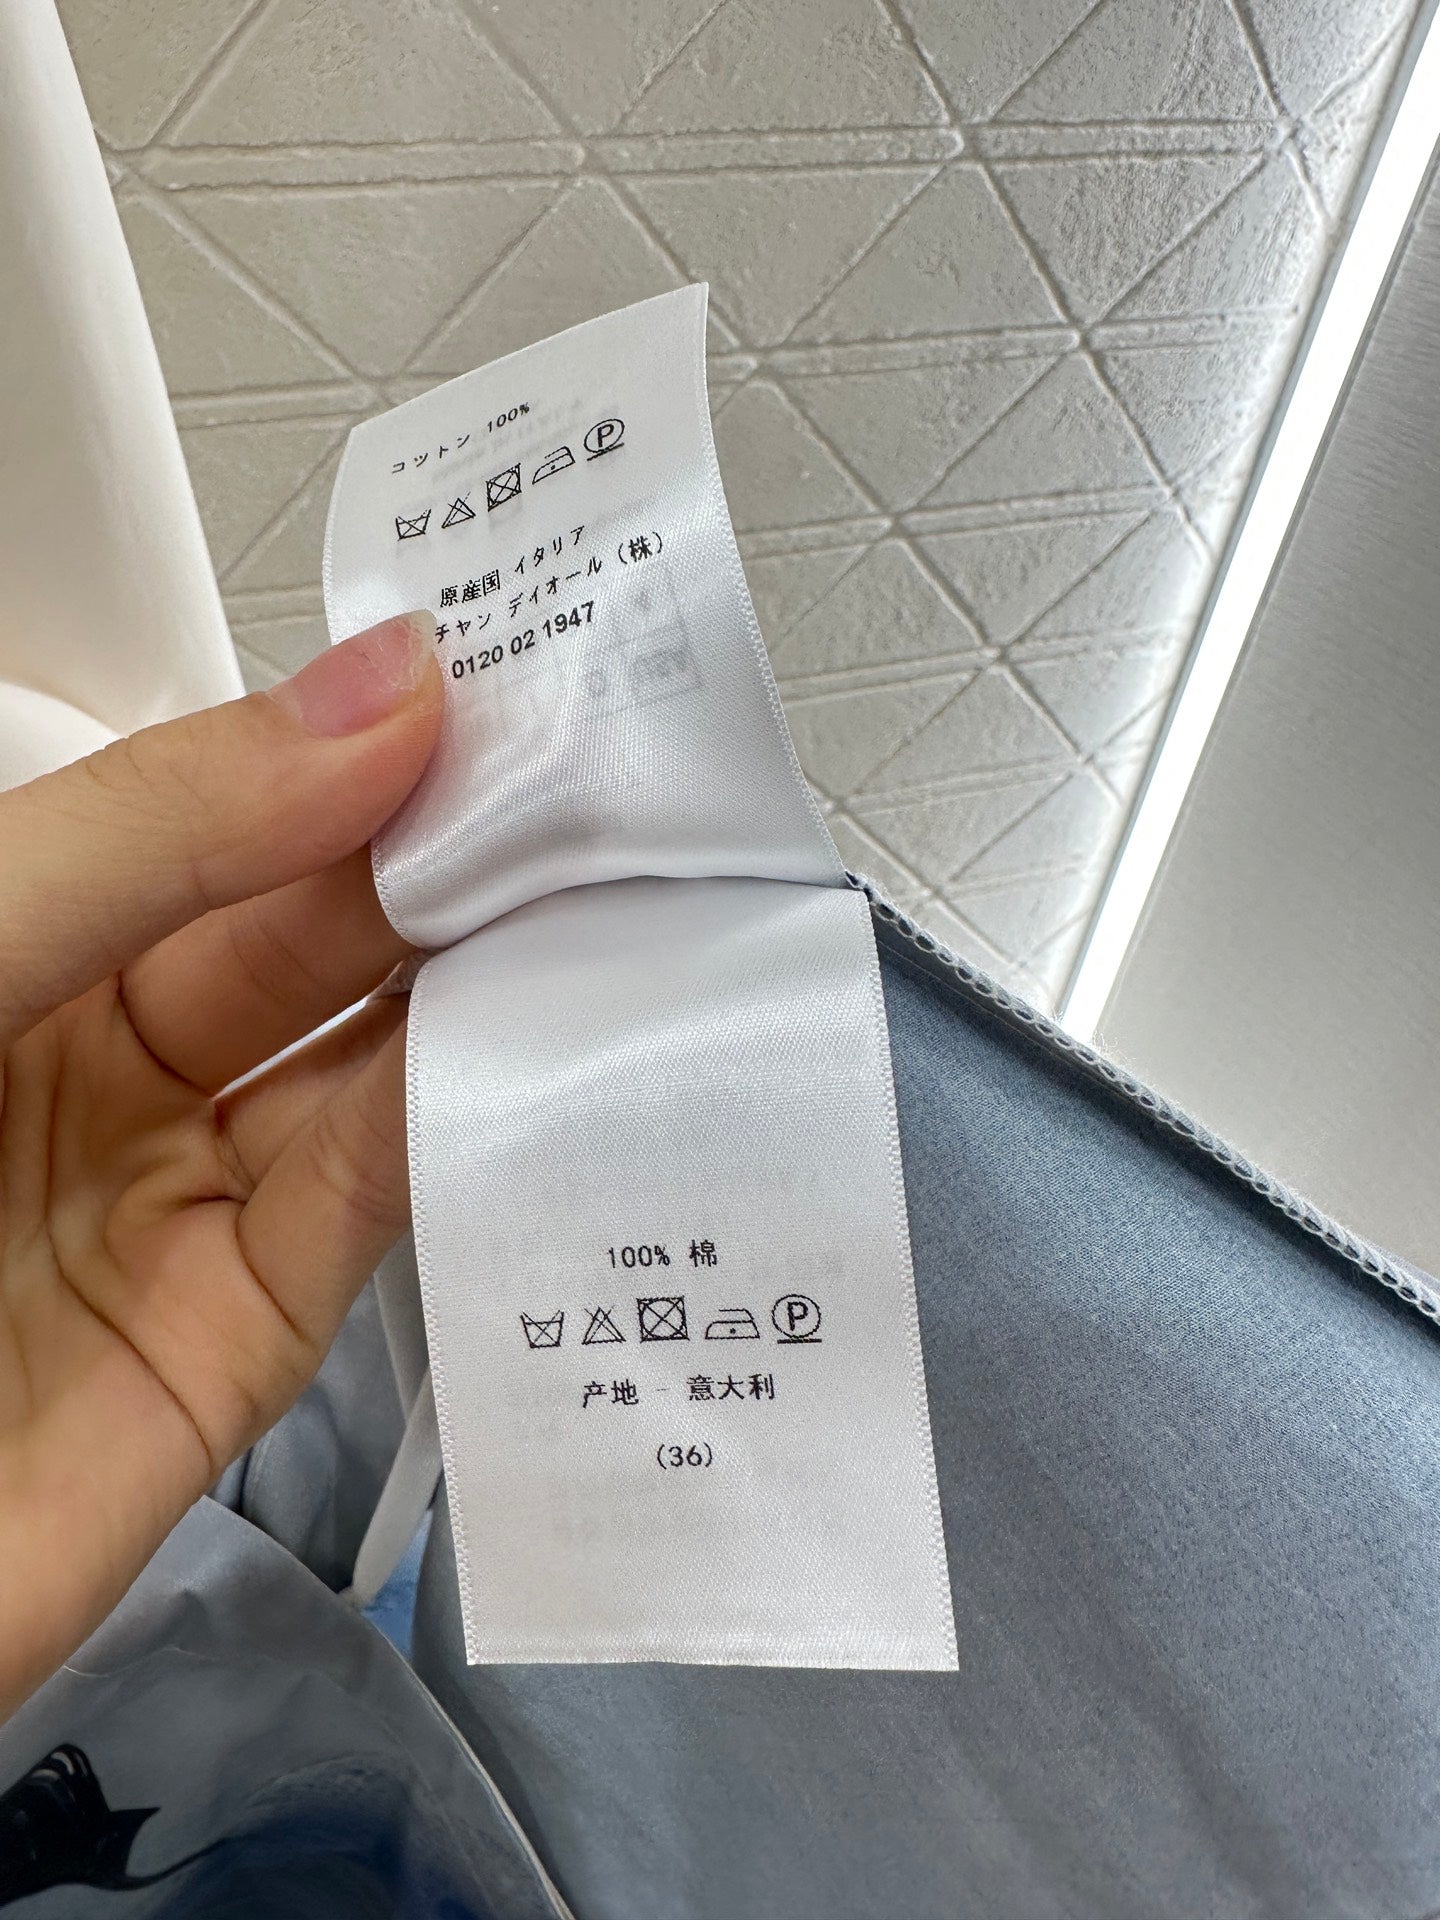 コットン 100%
P
原産国 イタリア
チャン デイオール (株)
0120 02 1947
100% 棉
P
产地 - 意大利
(36)